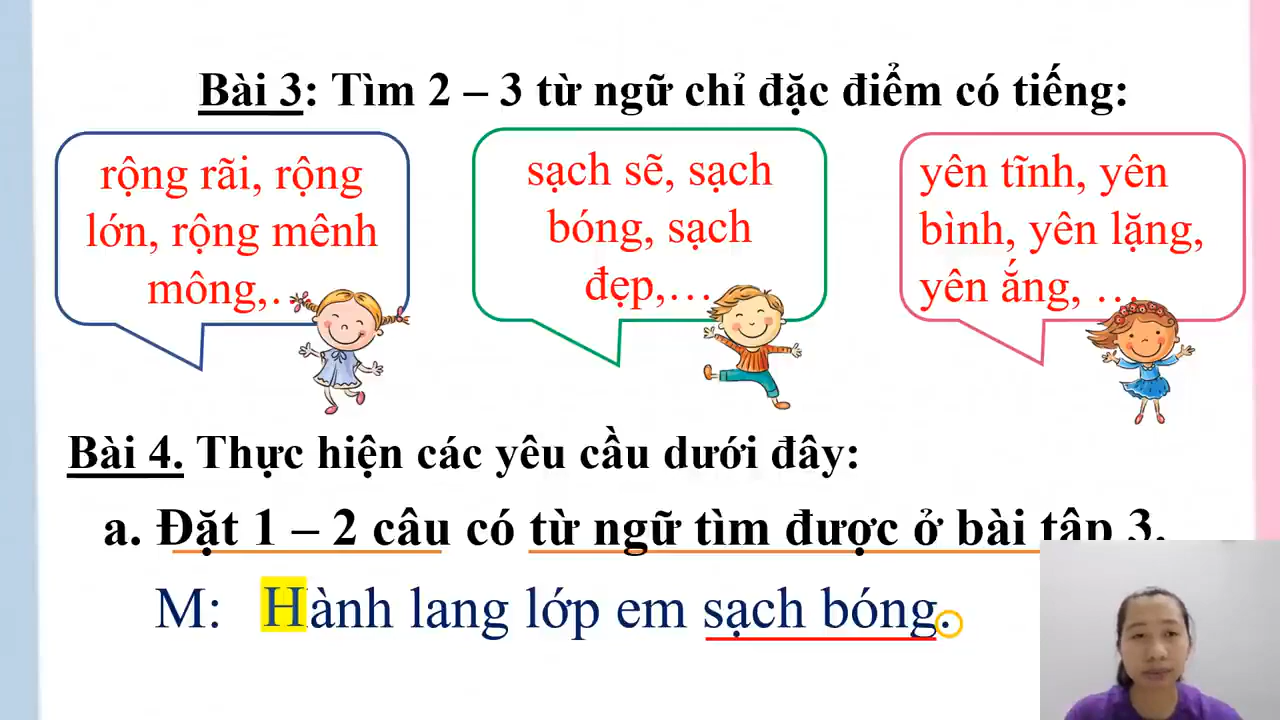 Bài 3: Tìm 2 – 3 từ ngữ chỉ đặc điểm có tiếng:
rộng rãi, rộng
lớn, rộng mênh
mông,…
sạch sẽ, sạch
bóng, sạch
đẹp,…
yên tĩnh, yên
bình, yên lặng,
yên ắng, …
Bài 4. Thực hiện các yêu cầu dưới đây:
a. Đặt 1 – 2 câu có từ ngữ tìm được ở bài tập 3.
M: Hành lang lớp em sạch bóng.